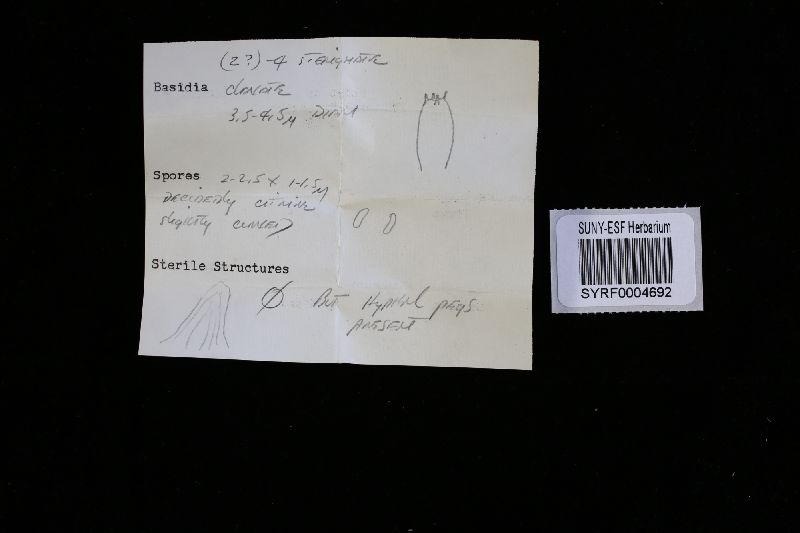 (2?)-4 sterigmate
Basidia clavate
3.5-4.5μ Diam
Spores 2-2.5 x 1-1.5μ
Decidedly citrine
slightly curved
Sterile Structures
Ø But Hyphal pegs
present
SUNY-ESF Herbarium
SYRF0004692